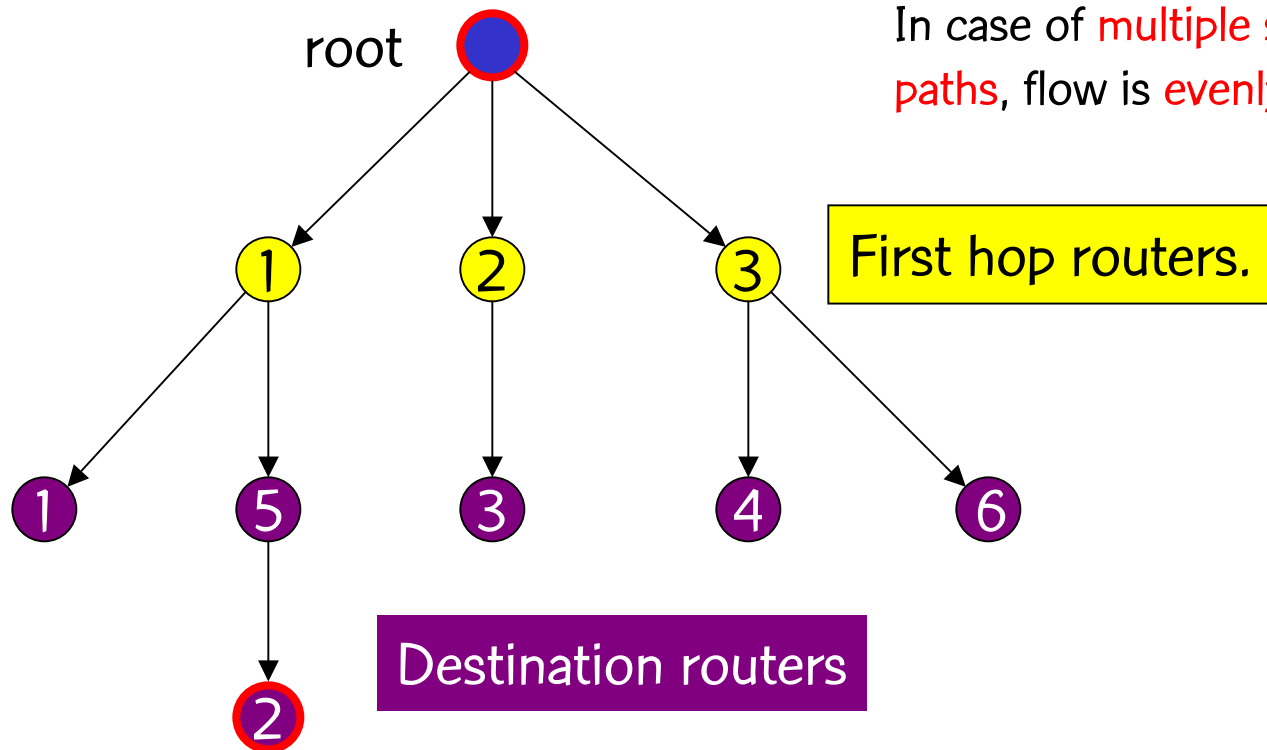 root
In case of multiple
paths, flow is
1
2
3
First hop routers.
1
5
3
4
6
Destination routers
2